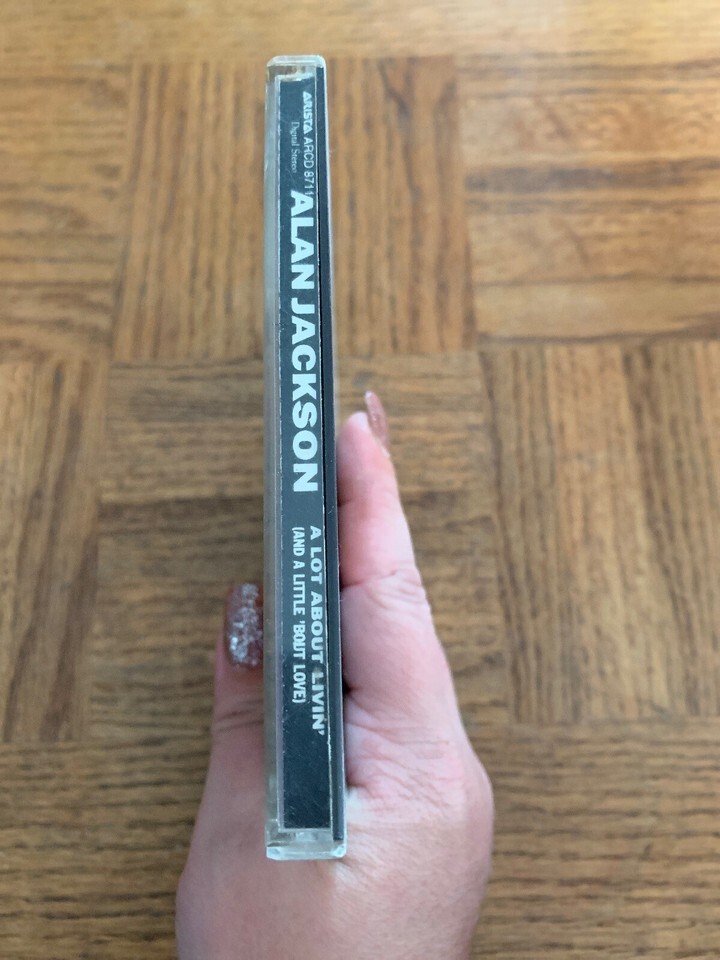 ARISTA ARCD 8711
Digital Stereo
ALAN JACKSON
A LOT ABOUT LIVIN'
(AND A LITTLE 'BOUT LOVE)